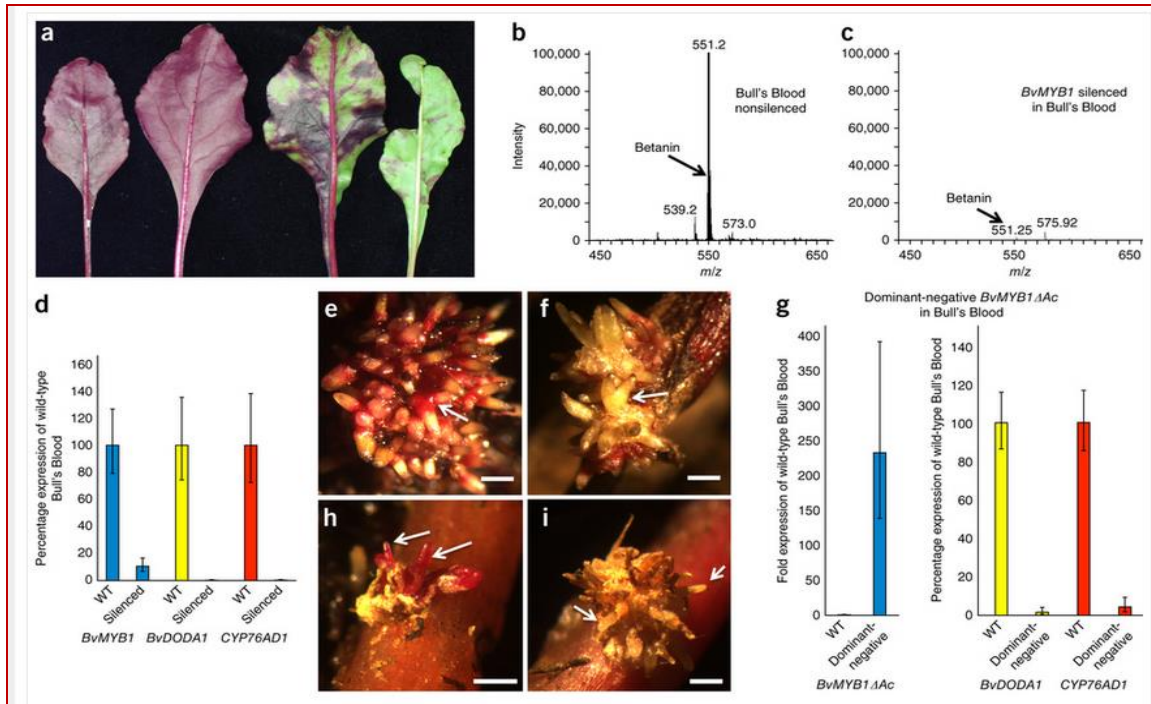 a
b
100,000
80,000
60,000
40,000
20,000
0
Intensity
551.2
Bull's Blood
nonsilenced
Betanin
539.2
573.0
450
550
650
m/z
c
100,000
80,000
60,000
40,000
20,000
0
BvMYB1 silenced
in Bull's Blood
Betanin
551.25
575.92
450
550
650
m/z
d
Percentage expression of wild-type
Bull's Blood
160
140
120
100
80
60
40
20
0
WT
Silenced
WT
Silenced
WT
Silenced
BvMYB1
BvDODA1
CYP76AD1
e
f
h
i
g
Dominant-negative BvMYB1ΔAc
in Bull's Blood
Fold expression of wild-type Bull's Blood
400
350
300
250
200
150
100
50
0
WT
Dominant-
negative
BvMYB1ΔAc
Percentage expression of wild-type Bull's Blood
140
120
100
80
60
40
20
0
WT
Dominant-
negative
WT
Dominant-
negative
BvDODA1
CYP76AD1